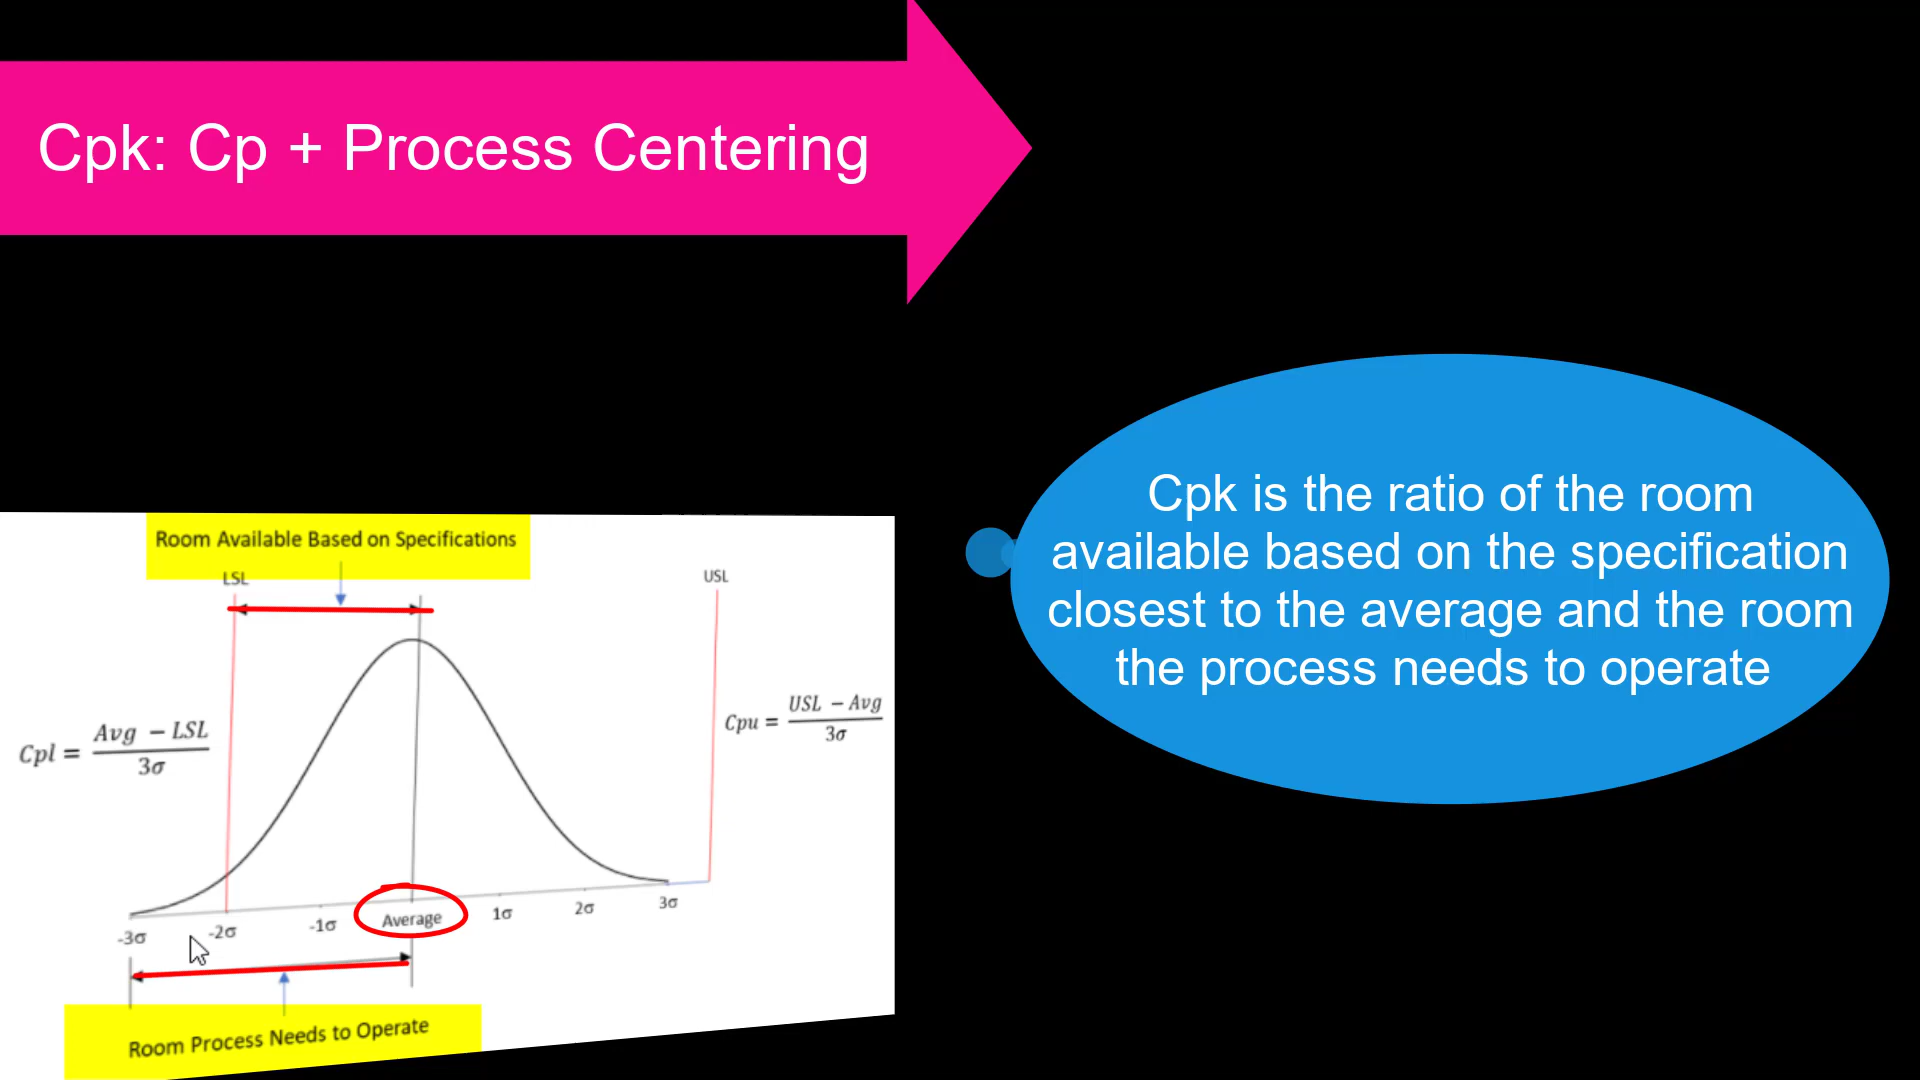 Cpk: Cp + Process Centering
Cpk is the ratio of the room
available based on the specification
closest to the average and the room
the process needs to operate
Room Available Based on Specifications
LSL
USL
Cpl = Avg − LSL / 3σ
Cpu = USL − Avg / 3σ
-3σ -2σ -1σ Average 1σ 2σ 3σ
Room Process Needs to Operate